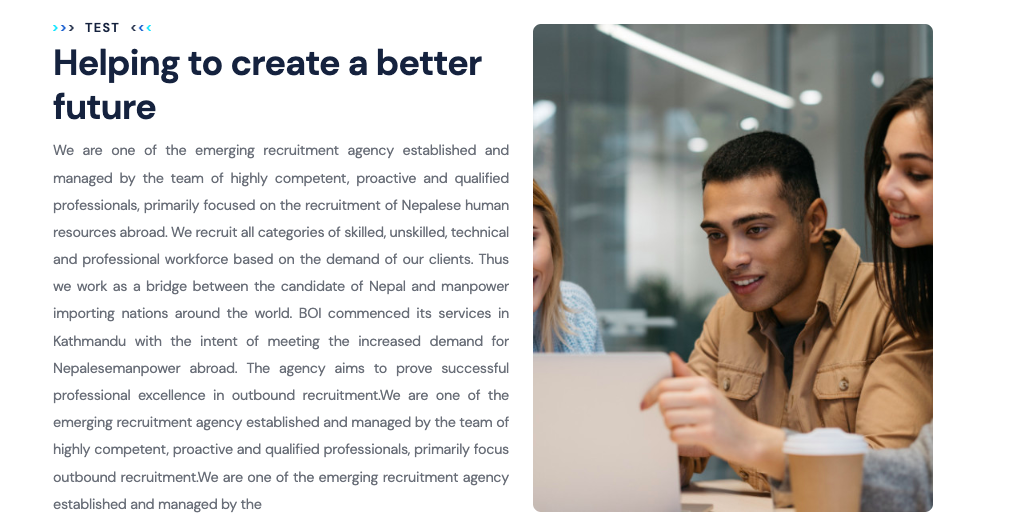 >>> TEST <<<
Helping to create a better
future
We are one of the emerging recruitment agency established and
managed by the team of highly competent, proactive and qualified
professionals, primarily focused on the recruitment of Nepalese human
resources abroad. We recruit all categories of skilled, unskilled, technical
and professional workforce based on the demand of our clients. Thus
we work as a bridge between the candidate of Nepal and manpower
importing nations around the world. BOI commenced its services in
Kathmandu with the intent of meeting the increased demand for
Nepalesemanpower abroad. The agency aims to prove successful
professional excellence in outbound recruitment.We are one of the
emerging recruitment agency established and managed by the team of
highly competent, proactive and qualified professionals, primarily focus
outbound recruitment.We are one of the emerging recruitment agency
established and managed by the